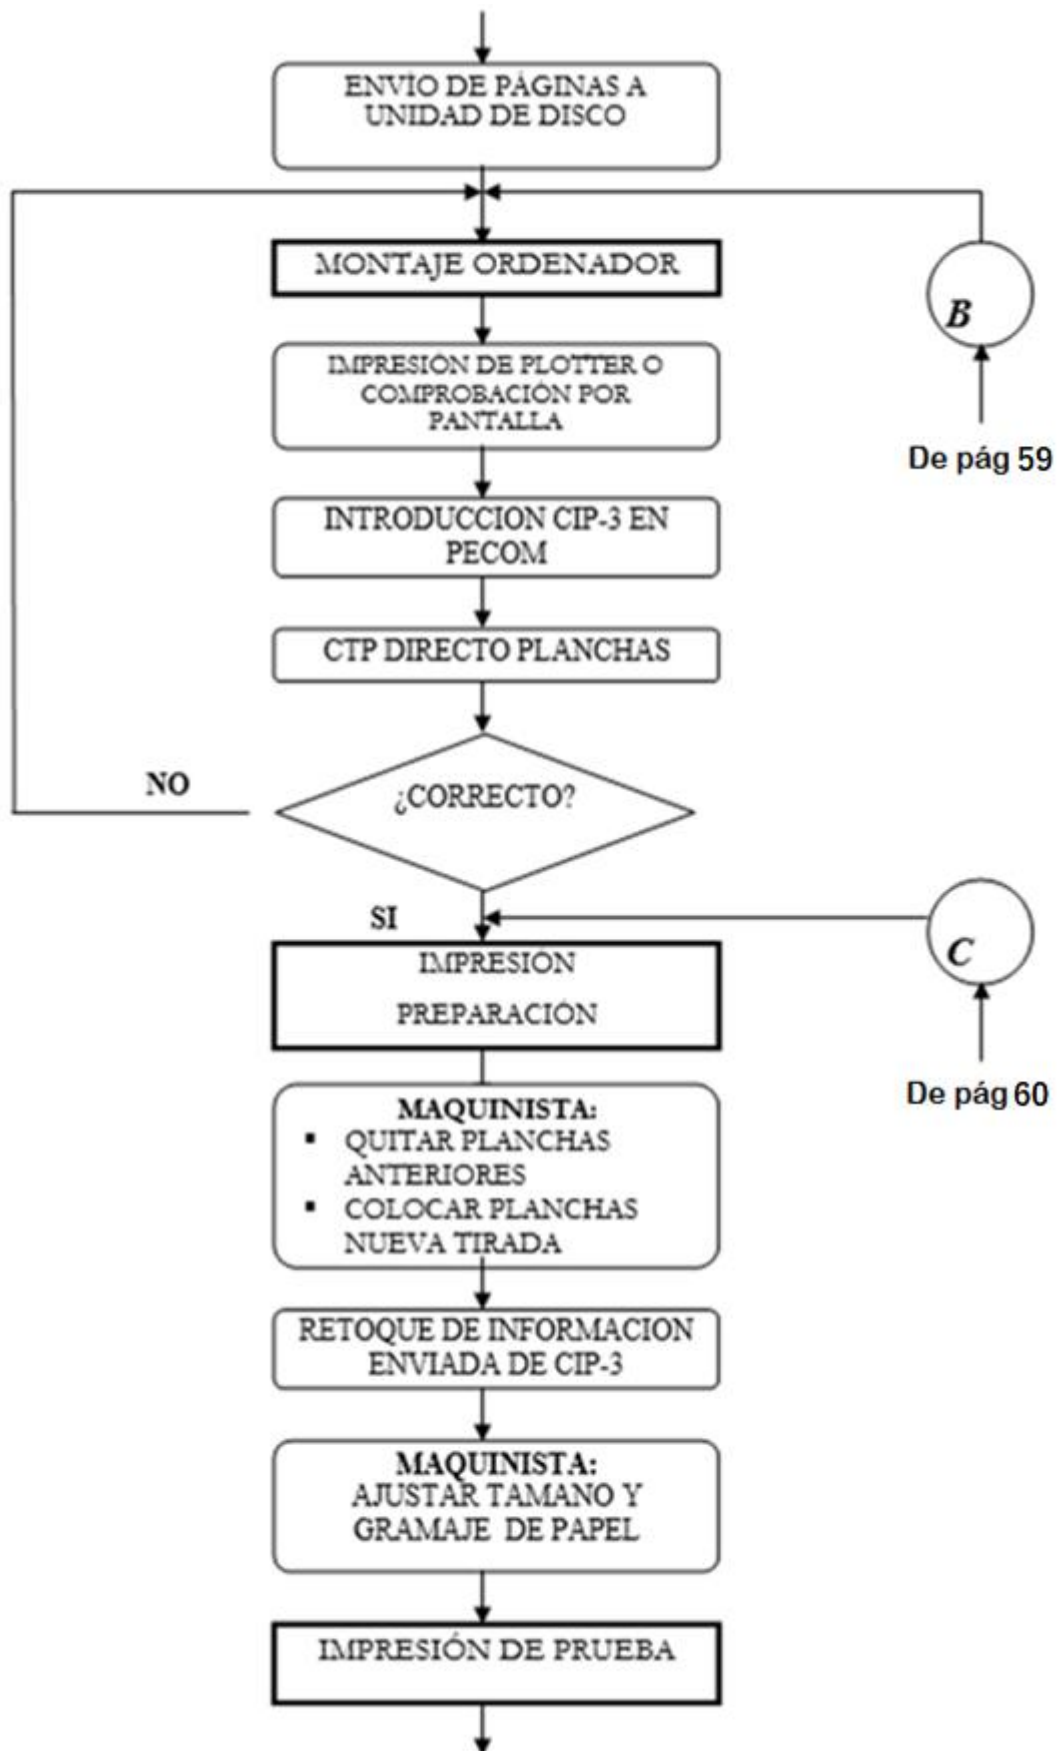 ENVÍO DE PÁGINAS A
UNIDAD DE DISCO
MONTAJE ORDENADOR
B
IMPRESIÓN DE PLOTTER O
COMPROBACIÓN POR
PANTALLA
De pág 59
INTRODUCCION CIP-3 EN
PECOM
CTP DIRECTO PLANCHAS
NO
¿CORRECTO?
SI
C
IMPRESIÓN
PREPARACIÓN
De pág 60
MAQUINISTA:
▪ QUITAR PLANCHAS
ANTERIORES
▪ COLOCAR PLANCHAS
NUEVA TIRADA
RETOQUE DE INFORMACION
ENVIADA DE CIP-3
MAQUINISTA:
AJUSTAR TAMANO Y
GRAMAJE DE PAPEL
IMPRESIÓN DE PRUEBA